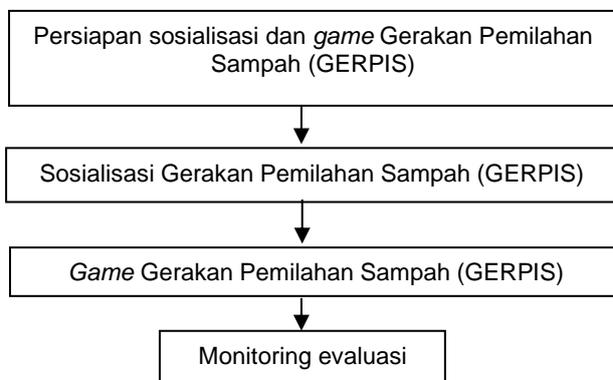 Persiapan sosialisasi dan game Gerakan Pemilahan
Sampah (GERPIS)
Sosialisasi Gerakan Pemilahan Sampah (GERPIS)
Game Gerakan Pemilahan Sampah (GERPIS)
Monitoring evaluasi